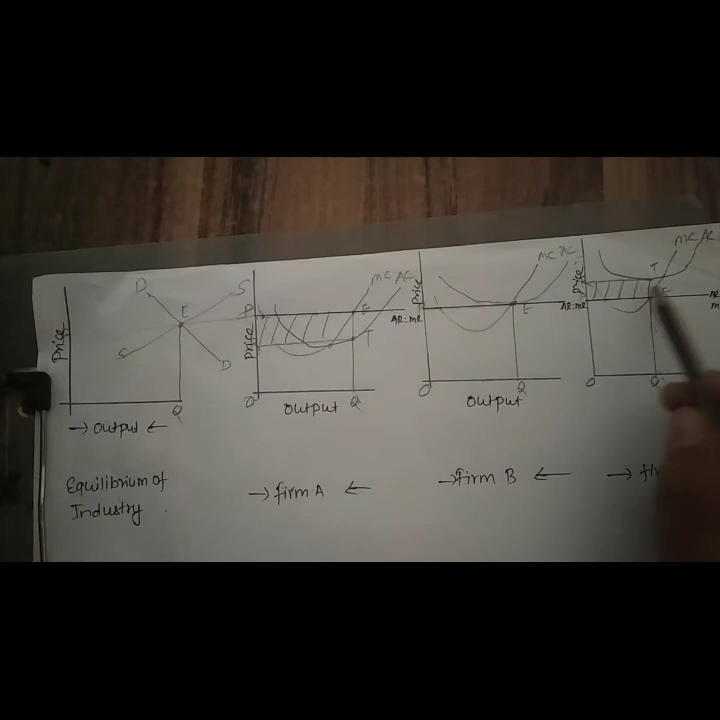 D
S
E
S
D
Price
Q
→ output ←
Equilibrium of
Industry
P
Price
MC AC
E
T
AR=MR
O
output
Q
→ firm A ←
Price
MC AC
E
AR=MR
O
Q
output
→ firm B ←
Price
MC AC
T
E
AR
O
Q
→